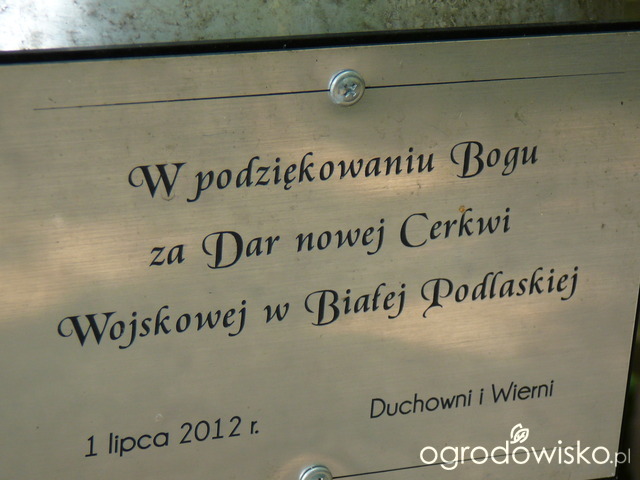 W podziękowaniu Bogu
za Dar nowej Cerkwi
Wojskowej w Białej Podlaskiej
Duchowni i Wierni
1 lipca 2012 r.
ogrodowisko.pl